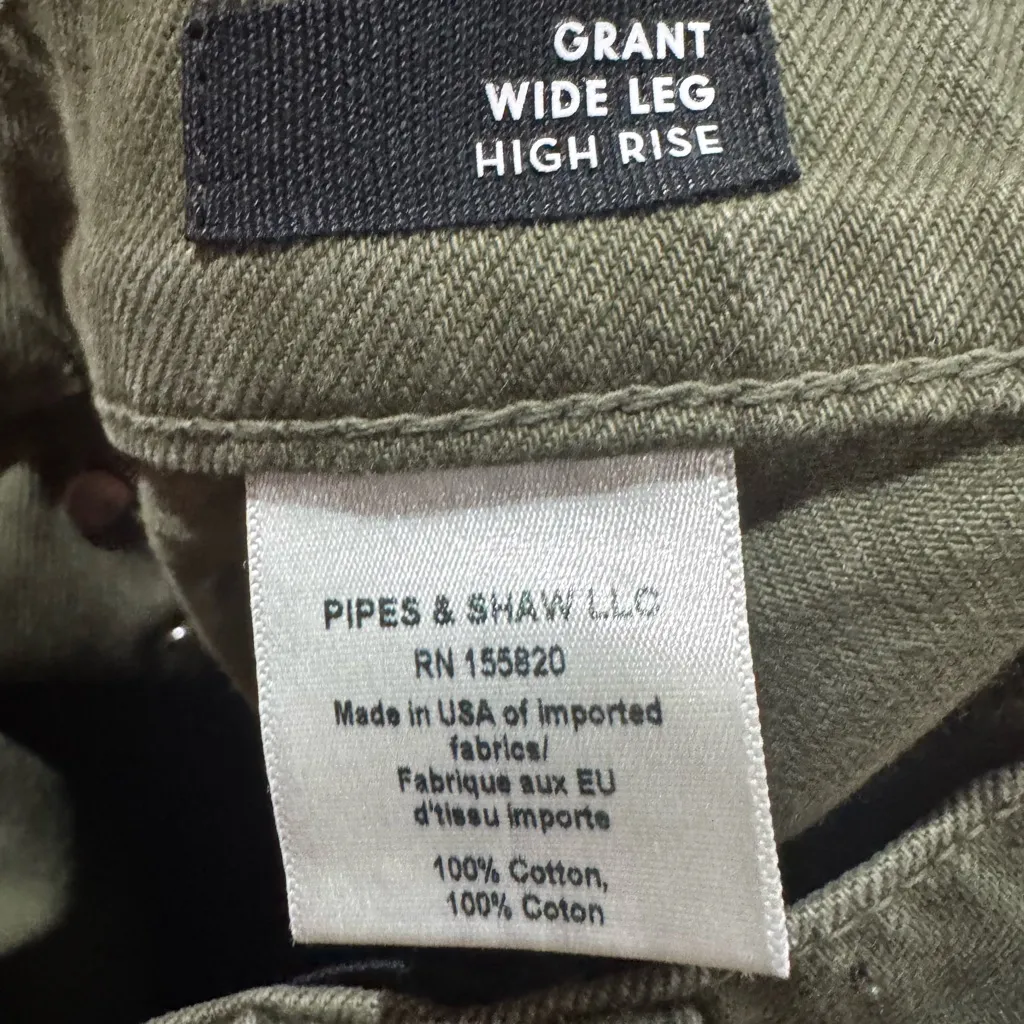 GRANT
WIDE LEG
HIGH RISE
PIPES & SHAW LLC
RN 155820
Made in USA of imported
fabrics/
Fabrique aux EU
d'tissu importe
100% Cotton,
100% Coton